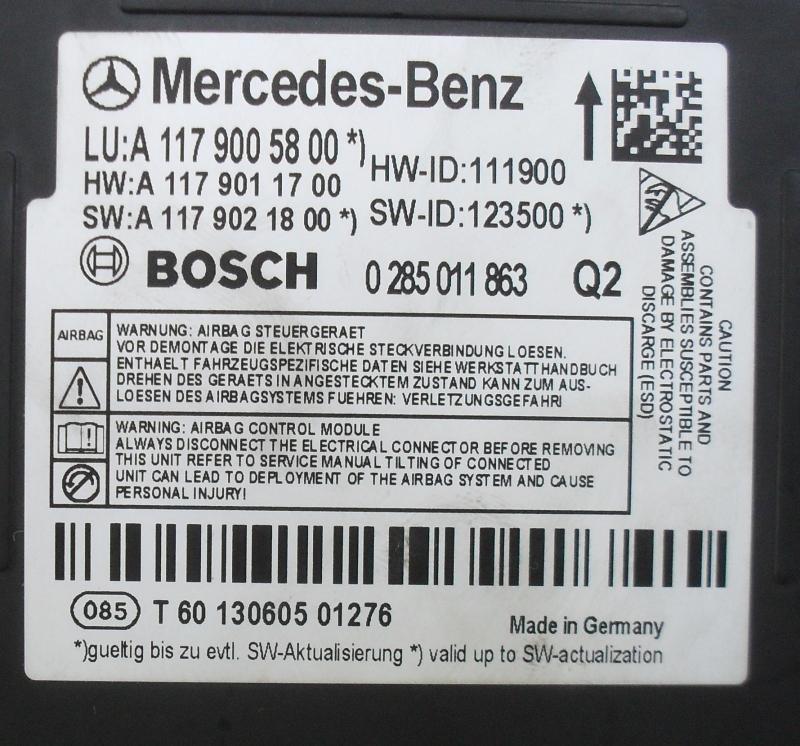 Mercedes-Benz
LU:A 117 900 58 00 *)
HW:A 117 901 17 00
SW:A 117 902 18 00 *)
HW-ID:111900
SW-ID:123500 *)
BOSCH 0 285 011 863 Q2
CAUTION
CONTAINS PARTS AND
ASSEMBLIES SUSCEPTIBLE TO
DAMAGE BY ELECTROSTATIC
DISCHARGE (ESD)
AIRBAG
WARNUNG: AIRBAG STEUERGERAET
VOR DEMONTAGE DIE ELEKTRISCHE STECKVERBINDUNG LOESEN.
ENTHAELT FAHRZEUGSPEZIFISCHE DATEN SIEHE WERKSTATTHANDBUCH
DREHEN DES GERAETS IN ANGESTECKTEM ZUSTAND KANN ZUM AUS-
LOESEN DES AIRBAGSYSTEMS FUEHREN: VERLETZUNGSGEFAHR!
WARNING: AIRBAG CONTROL MODULE
ALWAYS DISCONNECT THE ELECTRICAL CONNECTOR BEFORE REMOVING
THIS UNIT REFER TO SERVICE MANUAL TILTING OF CONNECTED
UNIT CAN LEAD TO DEPLOYMENT OF THE AIRBAG SYSTEM AND CAUSE
PERSONAL INJURY!
085 T 60 130605 01276
Made in Germany
*)gueltig bis zu evtl. SW-Aktualisierung *) valid up to SW-actualization